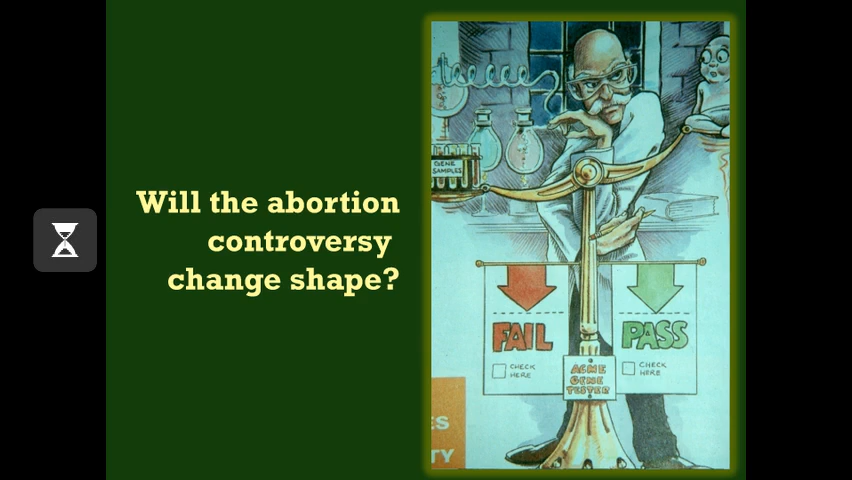 Will the abortion
controversy
change shape?
GENE
SAMPLES
FAIL
PASS
CHECK
HERE
CHECK
HERE
ACME
GENE
TESTER
ES
TY